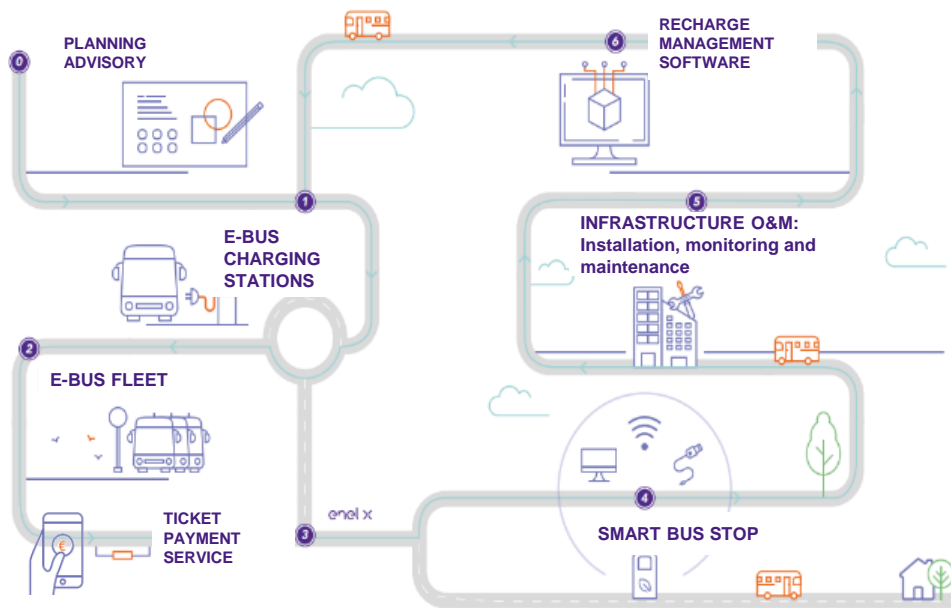 0
PLANNING
ADVISORY
6
RECHARGE
MANAGEMENT
SOFTWARE
1
E-BUS
CHARGING
STATIONS
5
INFRASTRUCTURE O&M:
Installation, monitoring and
maintenance
2
E-BUS FLEET
€
TICKET
PAYMENT
SERVICE
enel x
3
4
SMART BUS STOP